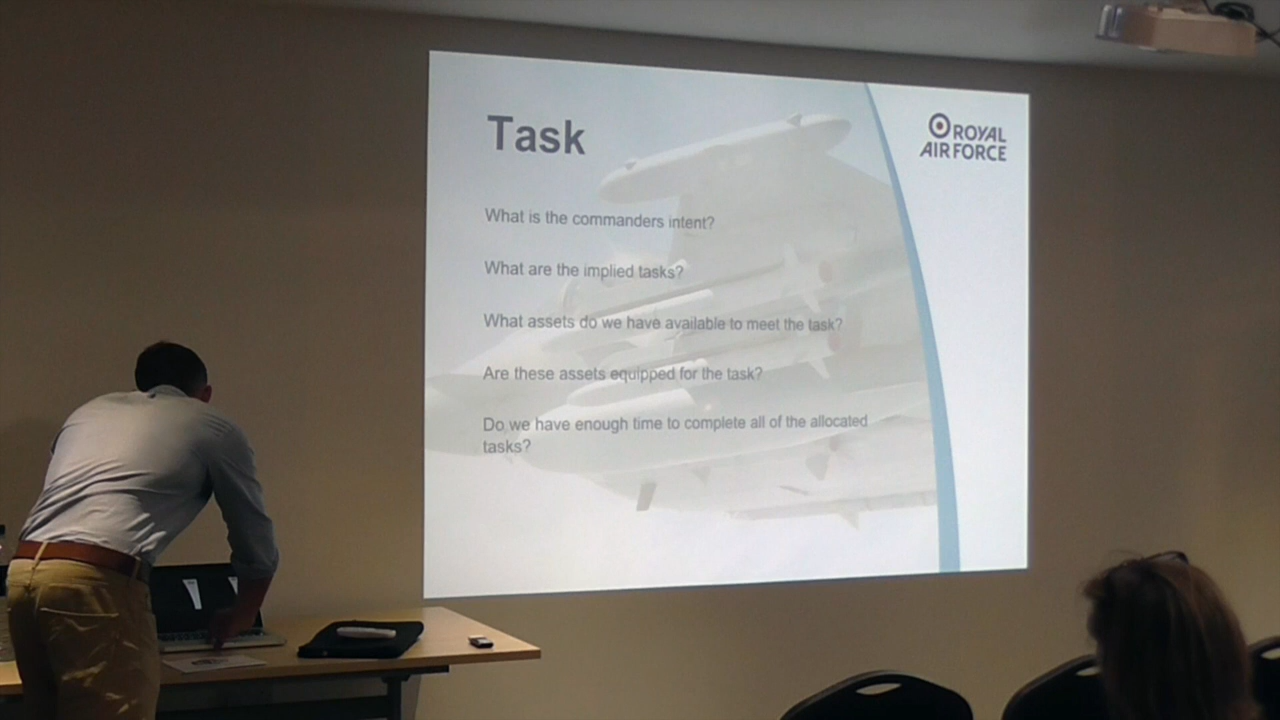 Task
ROYAL
AIR FORCE
What is the commanders intent?
What are the implied tasks?
What assets do we have available to meet the task?
Are these assets equipped for the task?
Do we have enough time to complete all of the allocated
tasks?